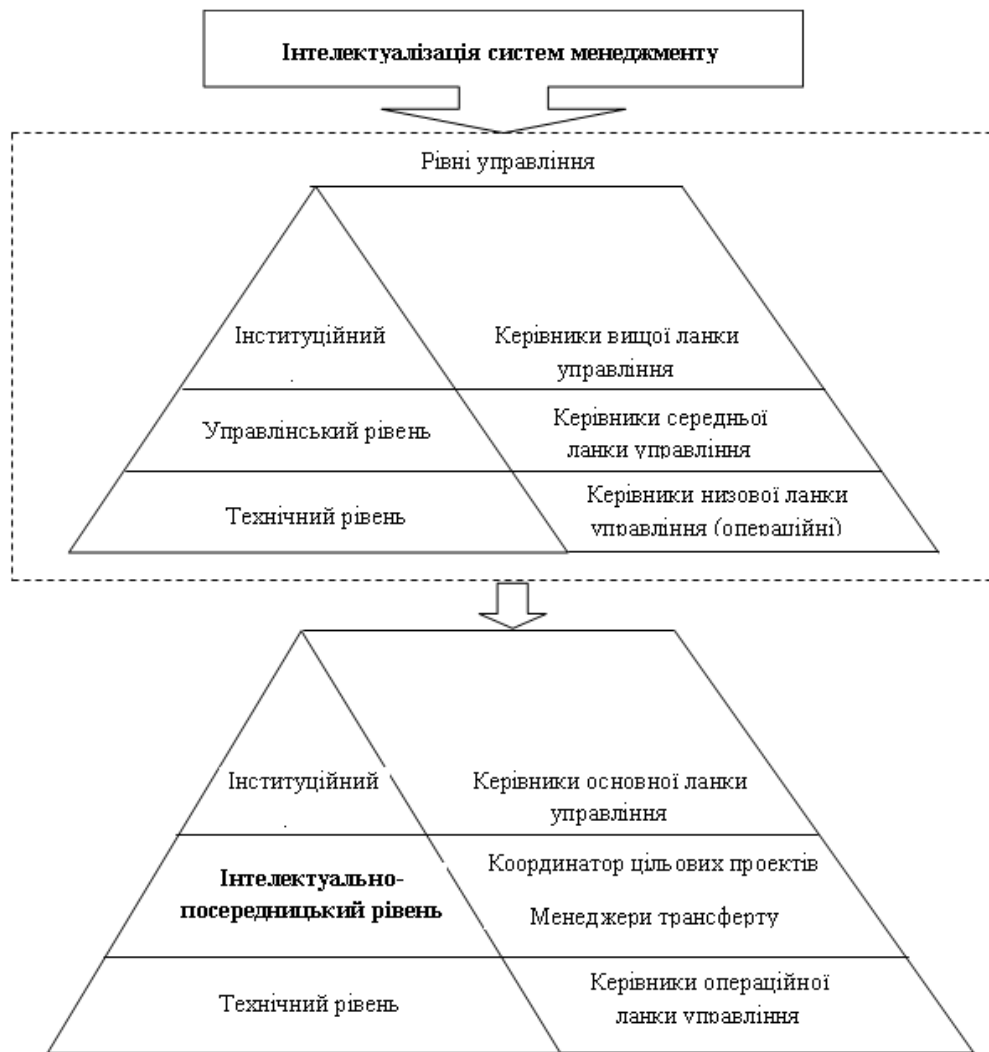 Інтелектуалізація систем менеджменту
Рівні управління
Інституційний
.
Керівники вищої ланки
управління
Управлінський рівень
Керівники середньої
ланки управління
Технічний рівень
Керівники низової ланки
управління (операційні)
Інституційний
.
Керівники основної ланки
управління
Інтелектуально-
посередницький рівень
Координатор цільових проектів
Менеджери трансферту
Технічний рівень
Керівники операційної
ланки управління